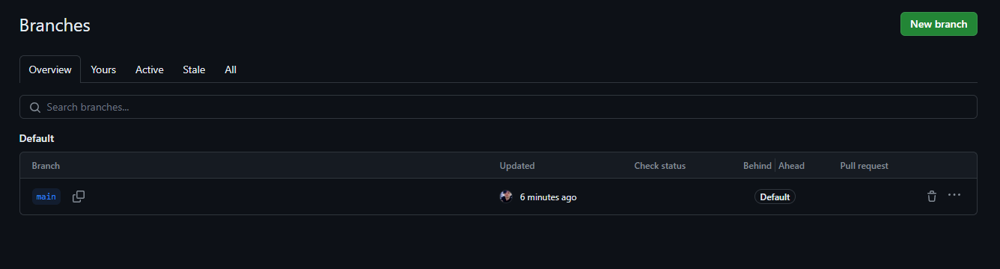 Branches
New branch
Overview Yours Active Stale All
Search branches...
Default
Branch Updated Check status Behind Ahead Pull request
main 6 minutes ago Default